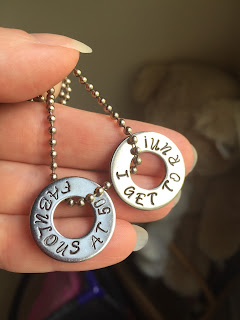 FABULOUS AT 50
I GET TO RUN!